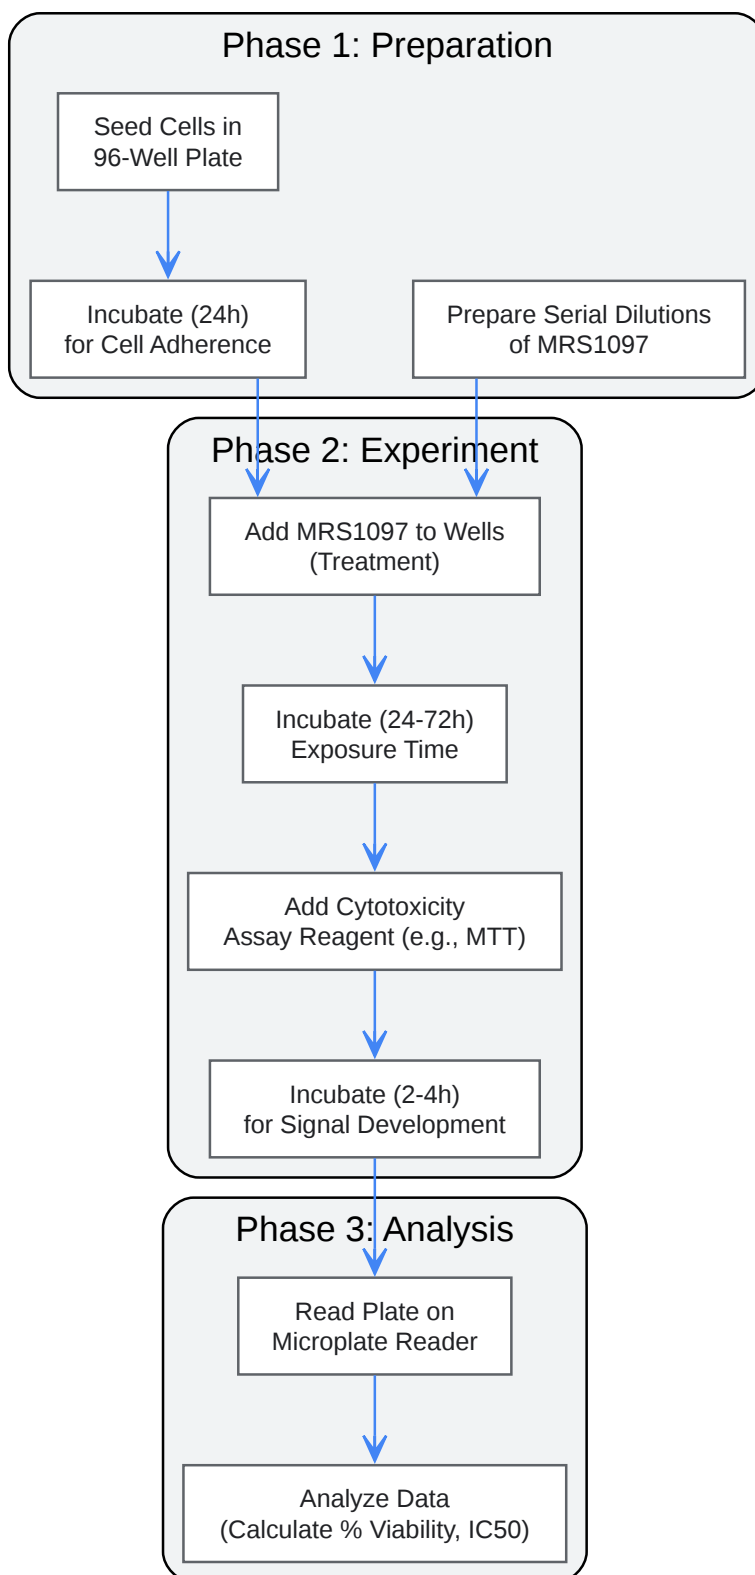 Phase 1: Preparation
Seed Cells in
96-Well Plate
Incubate (24h)
for Cell Adherence
Prepare Serial Dilutions
of MRS1097
Phase 2: Experiment
Add MRS1097 to Wells
(Treatment)
Incubate (24-72h)
Exposure Time
Add Cytotoxicity
Assay Reagent (e.g., MTT)
Incubate (2-4h)
for Signal Development
Phase 3: Analysis
Read Plate on
Microplate Reader
Analyze Data
(Calculate % Viability, IC50)